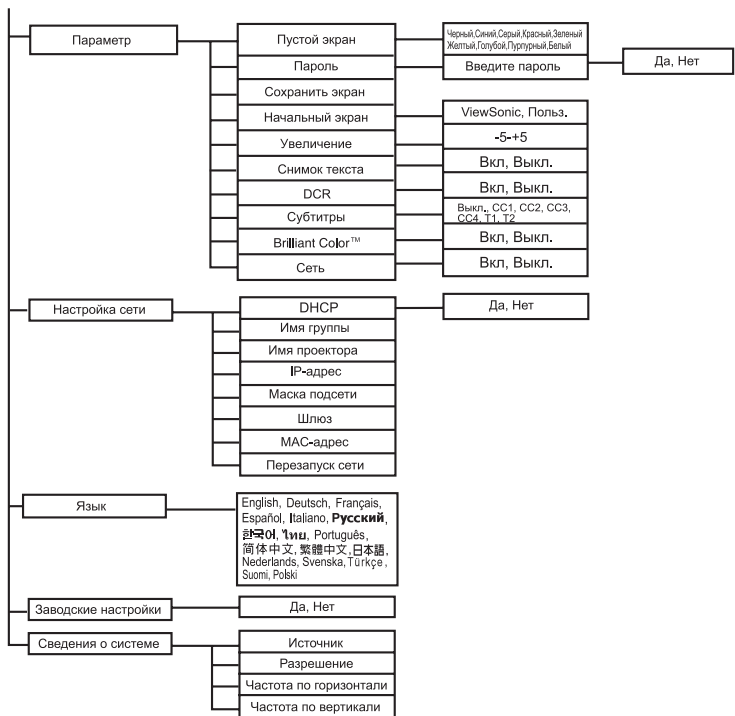 Параметр
Пустой экран
Черный,Синий,Серый,Красный,Зеленый
Желтый,Голубой,Пурпурный,Белый
Пароль
Введите пароль
Да, Нет
Сохранить экран
Начальный экран
ViewSonic, Польз.
Увеличение
-5-+5
Снимок текста
Вкл, Выкл.
DCR
Вкл, Выкл.
Субтитры
Выкл., CC1, CC2, CC3,
CC4, T1, T2
Brilliant Color™
Вкл, Выкл.
Сеть
Вкл, Выкл.
Настройка сети
DHCP
Да, Нет
Имя группы
Имя проектора
IP-адрес
Маска подсети
Шлюз
MAC-адрес
Перезапуск сети
Язык
English, Deutsch, Français,
Español, Italiano, Русский,
한국어, ไทย, Português,
简体中文, 繁體中文, 日本語,
Nederlands, Svenska, Türkçe,
Suomi, Polski
Заводские настройки
Да, Нет
Сведения о системе
Источник
Разрешение
Частота по горизонтали
Частота по вертикали